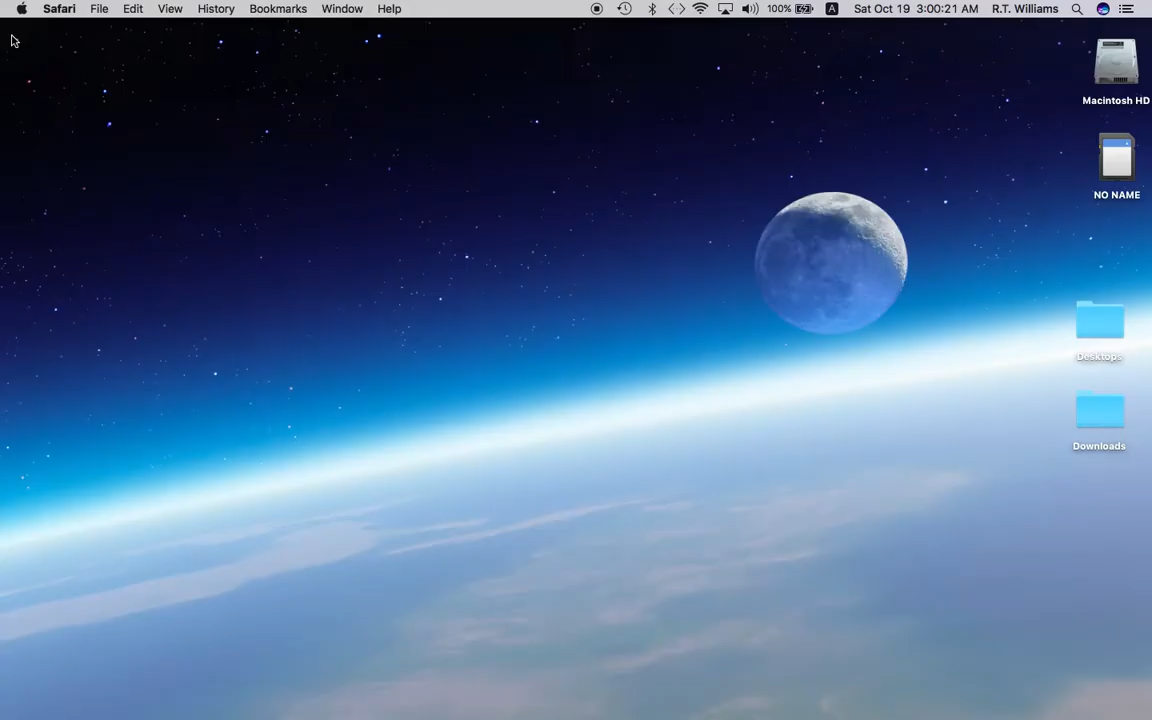 Safari File Edit View History Bookmarks Window Help 100% A Sat Oct 19 3:00:21 AM R.T. Williams
Macintosh HD
NO NAME
Desktops
Downloads